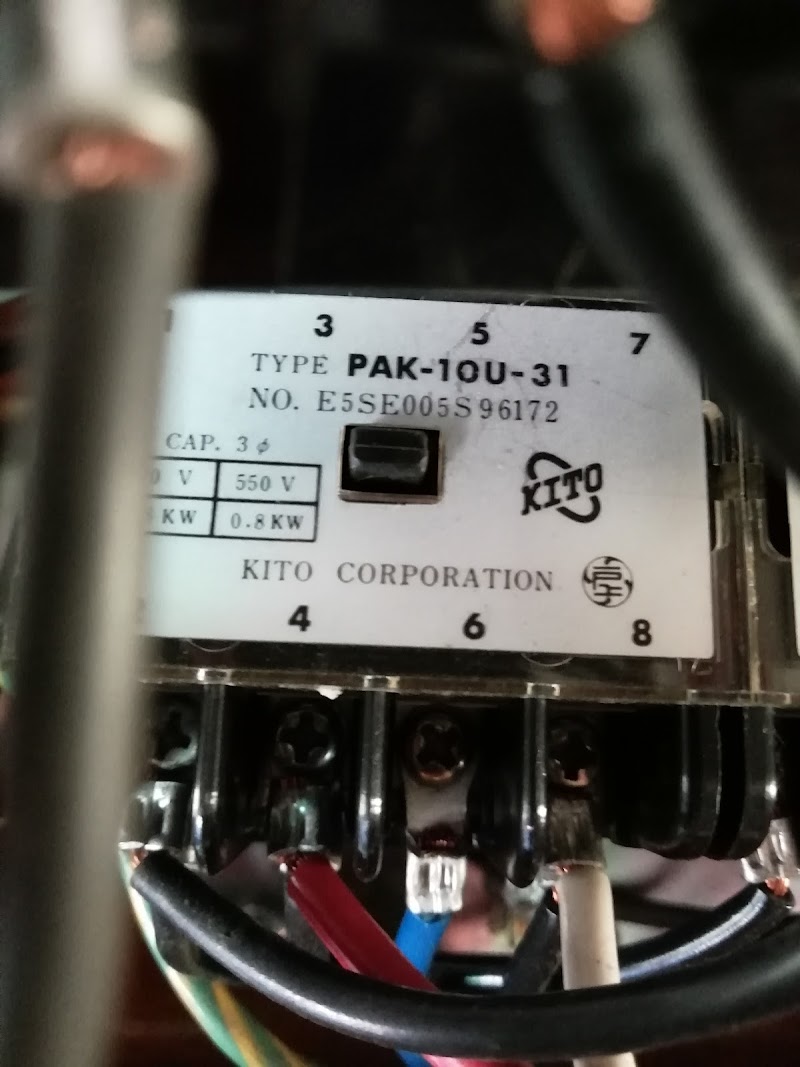 3 5 7
TYPE PAK-10U-31
NO. E5SE005S96172
CAP. 3φ
V 550 V
KW 0.8KW
KITO
KITO CORPORATION
4 6 8